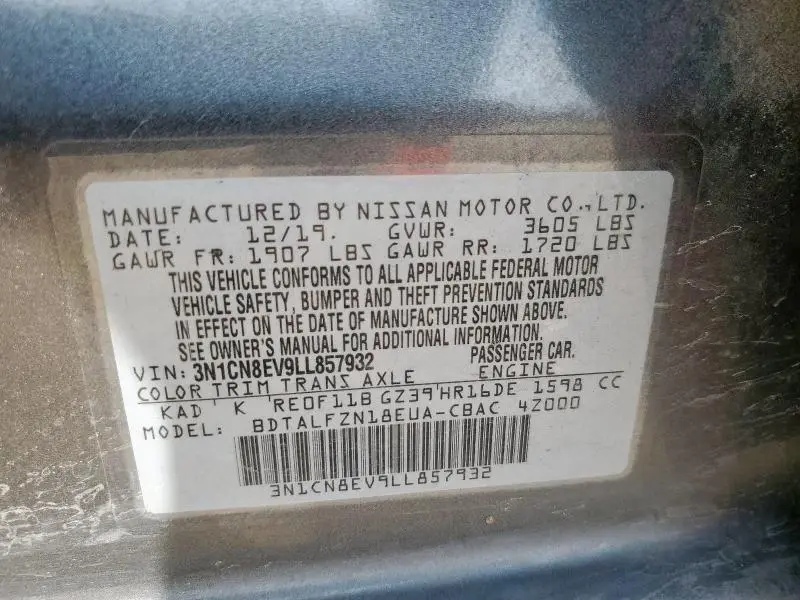 MANUFACTURED BY NISSAN MOTOR CO., LTD.
DATE: 12/19. GVWR: 3605 LBS
GAWR FR: 1907 LBS GAWR RR: 1720 LBS
THIS VEHICLE CONFORMS TO ALL APPLICABLE FEDERAL MOTOR
VEHICLE SAFETY, BUMPER AND THEFT PREVENTION STANDARDS
IN EFFECT ON THE DATE OF MANUFACTURE SHOWN ABOVE.
SEE OWNER'S MANUAL FOR ADDITIONAL INFORMATION.
VIN: 3N1CN8EV9LL857932 PASSENGER CAR.
COLOR TRIM TRANS AXLE ENGINE
KAD' K 'RE0F11B GZ39'HR16DE 1598 CC
MODEL: BDTALFZN18EUA-CBAC 4Z000
3N1CN8EV9LL857932